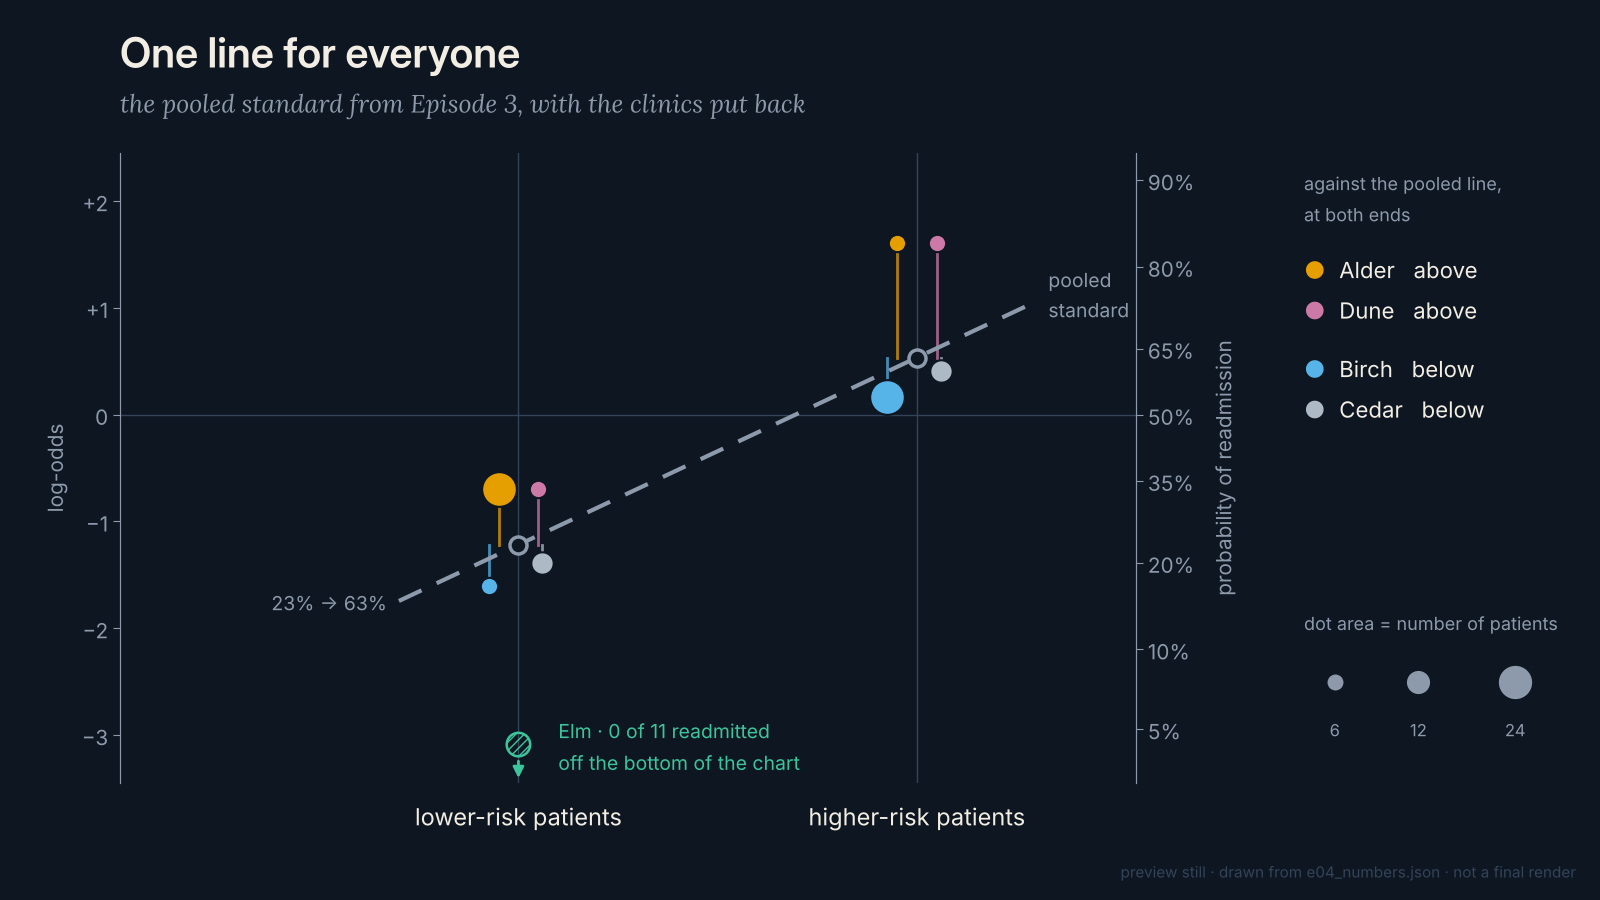 One line for everyone
the pooled standard from Episode 3, with the clinics put back
+2
+1
0
−1
−2
−3
log-odds
23% → 63%
pooled
standard
90%
80%
65%
50%
35%
20%
10%
5%
probability of readmission
Elm · 0 of 11 readmitted
off the bottom of the chart
lower-risk patients
higher-risk patients
against the pooled line,
at both ends
Alder above
Dune above
Birch below
Cedar below
dot area = number of patients
6 12 24
preview still · drawn from e04_numbers.json · not a final render